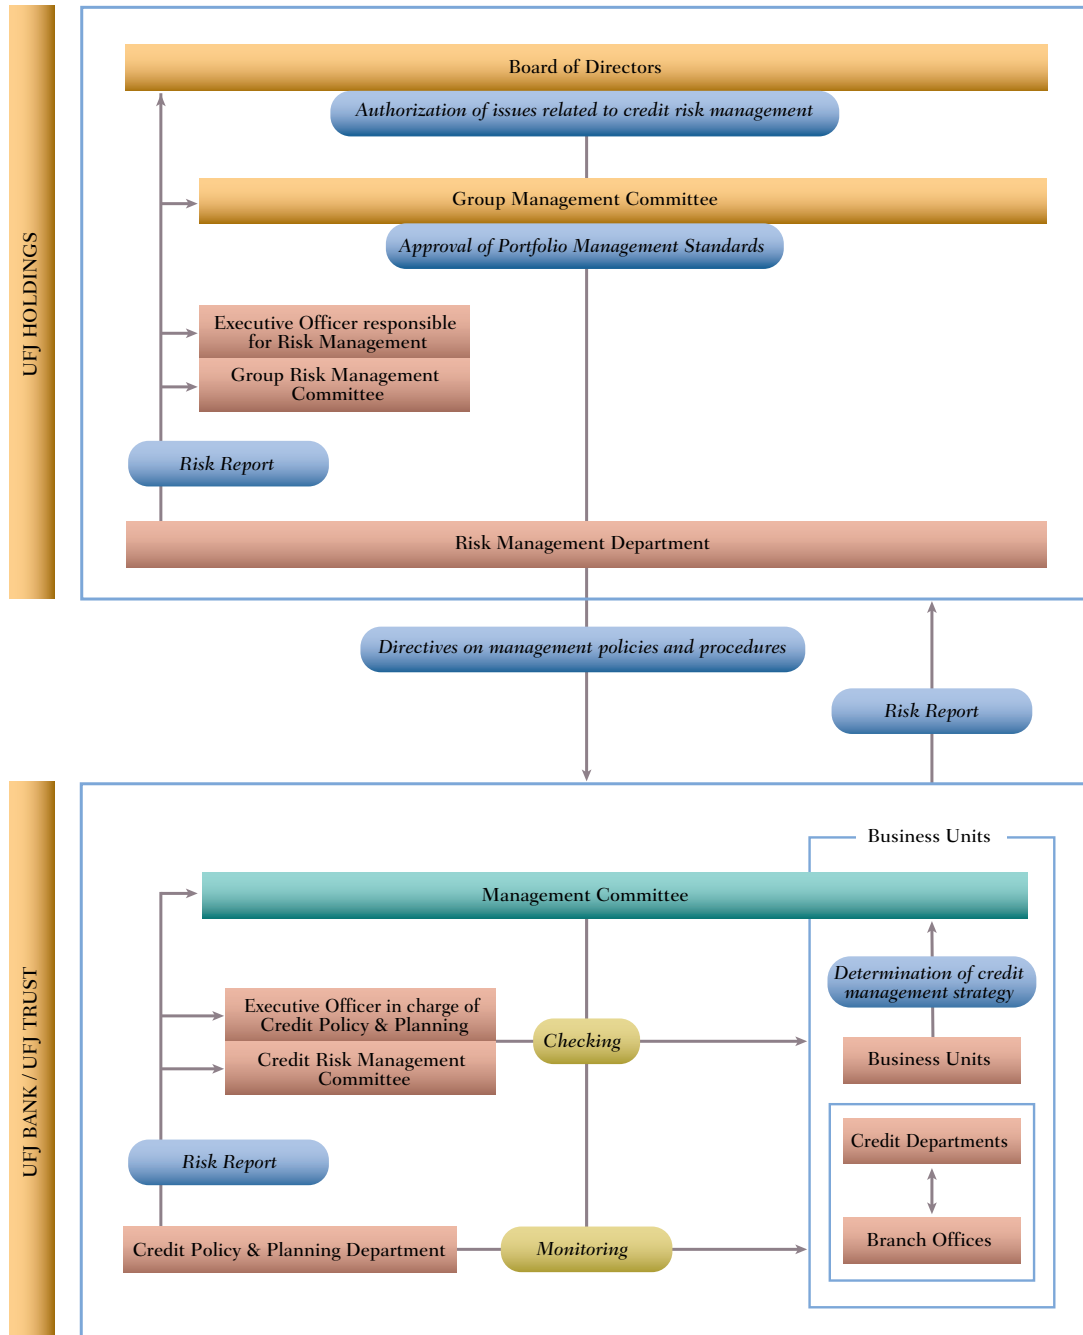 UFJ HOLDINGS
Board of Directors
Authorization of issues related to credit risk management
Group Management Committee
Approval of Portfolio Management Standards
Executive Officer responsible
for Risk Management
Group Risk Management
Committee
Risk Report
Risk Management Department
Directives on management policies and procedures
Risk Report
UFJ BANK / UFJ TRUST
Business Units
Management Committee
Determination of credit
management strategy
Executive Officer in charge of
Credit Policy & Planning
Checking
Business Units
Credit Risk Management
Committee
Credit Departments
Risk Report
Credit Policy & Planning Department
Monitoring
Branch Offices